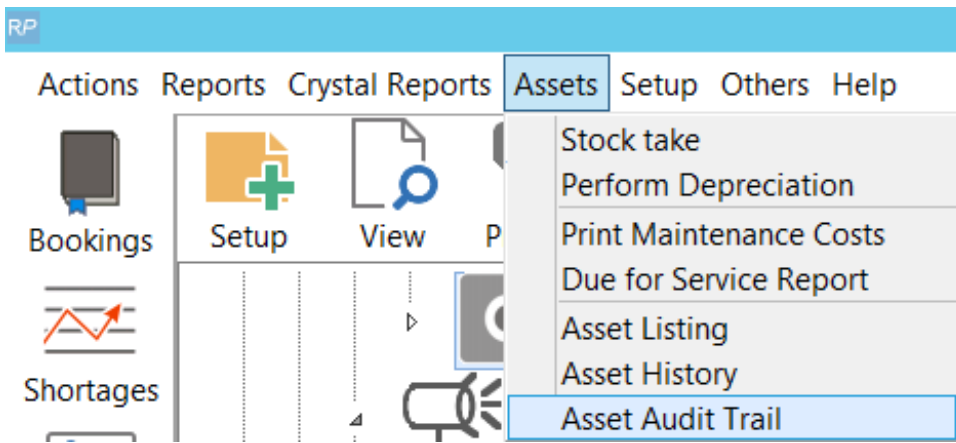 RP
Actions Reports Crystal Reports Assets Setup Others Help
Stock take
Perform Depreciation
Print Maintenance Costs
Due for Service Report
Asset Listing
Asset History
Asset Audit Trail
Setup View P
Bookings
Shortages